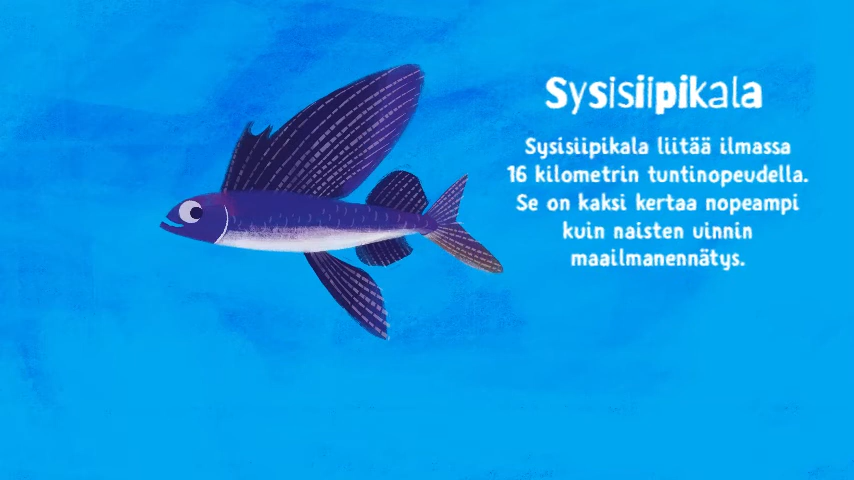 Sysisiipikala
Sysisiipikala liitää ilmassa
16 kilometrin tuntinopeudella.
Se on kaksi kertaa nopeampi
kuin naisten uinnin
maailmanennätys.